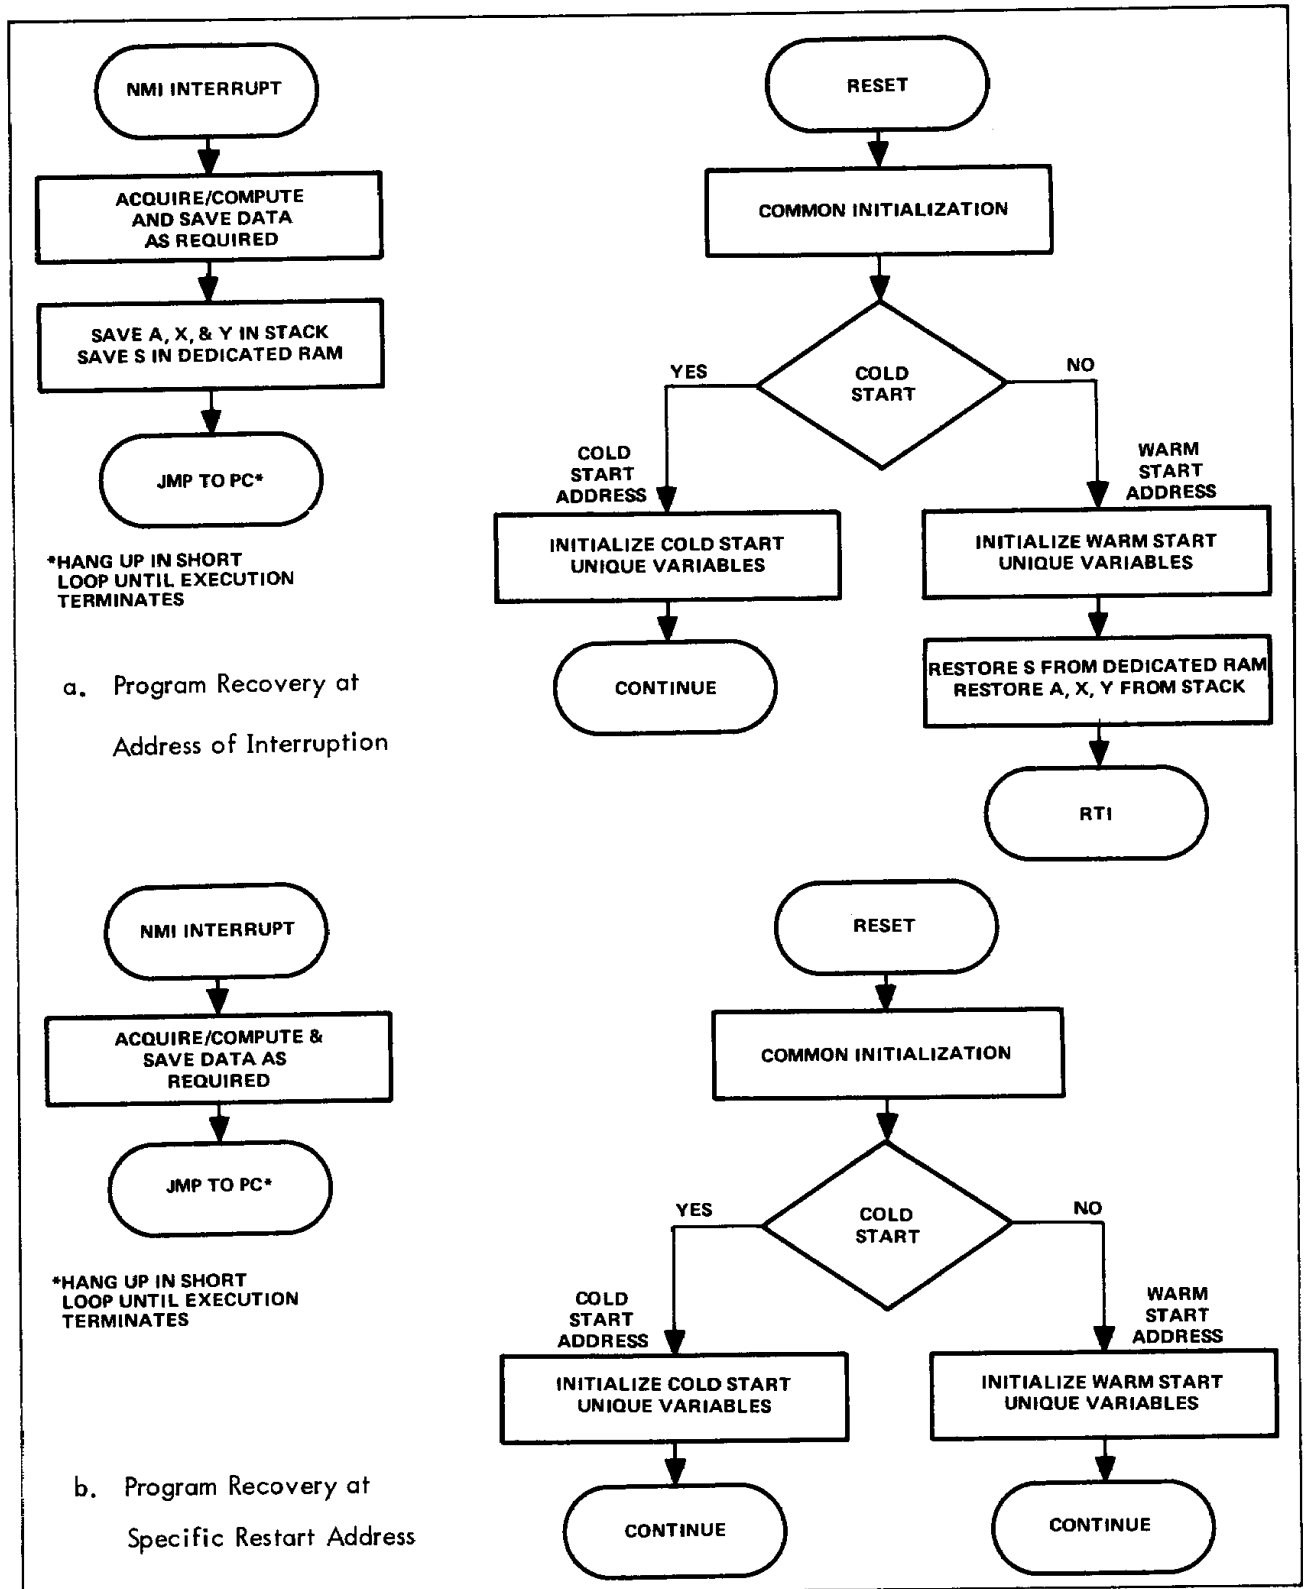 NMI INTERRUPT
ACQUIRE/COMPUTE
AND SAVE DATA
AS REQUIRED
SAVE A, X, & Y IN STACK
SAVE S IN DEDICATED RAM
JMP TO PC*
*HANG UP IN SHORT
LOOP UNTIL EXECUTION
TERMINATES
a. Program Recovery at
Address of Interruption
RESET
COMMON INITIALIZATION
COLD
START
YES
NO
COLD
START
ADDRESS
WARM
START
ADDRESS
INITIALIZE COLD START
UNIQUE VARIABLES
CONTINUE
INITIALIZE WARM START
UNIQUE VARIABLES
RESTORE S FROM DEDICATED RAM
RESTORE A, X, Y FROM STACK
RTI
NMI INTERRUPT
ACQUIRE/COMPUTE &
SAVE DATA AS
REQUIRED
JMP TO PC*
*HANG UP IN SHORT
LOOP UNTIL EXECUTION
TERMINATES
b. Program Recovery at
Specific Restart Address
RESET
COMMON INITIALIZATION
COLD
START
YES
NO
COLD
START
ADDRESS
WARM
START
ADDRESS
INITIALIZE COLD START
UNIQUE VARIABLES
CONTINUE
INITIALIZE WARM START
UNIQUE VARIABLES
CONTINUE